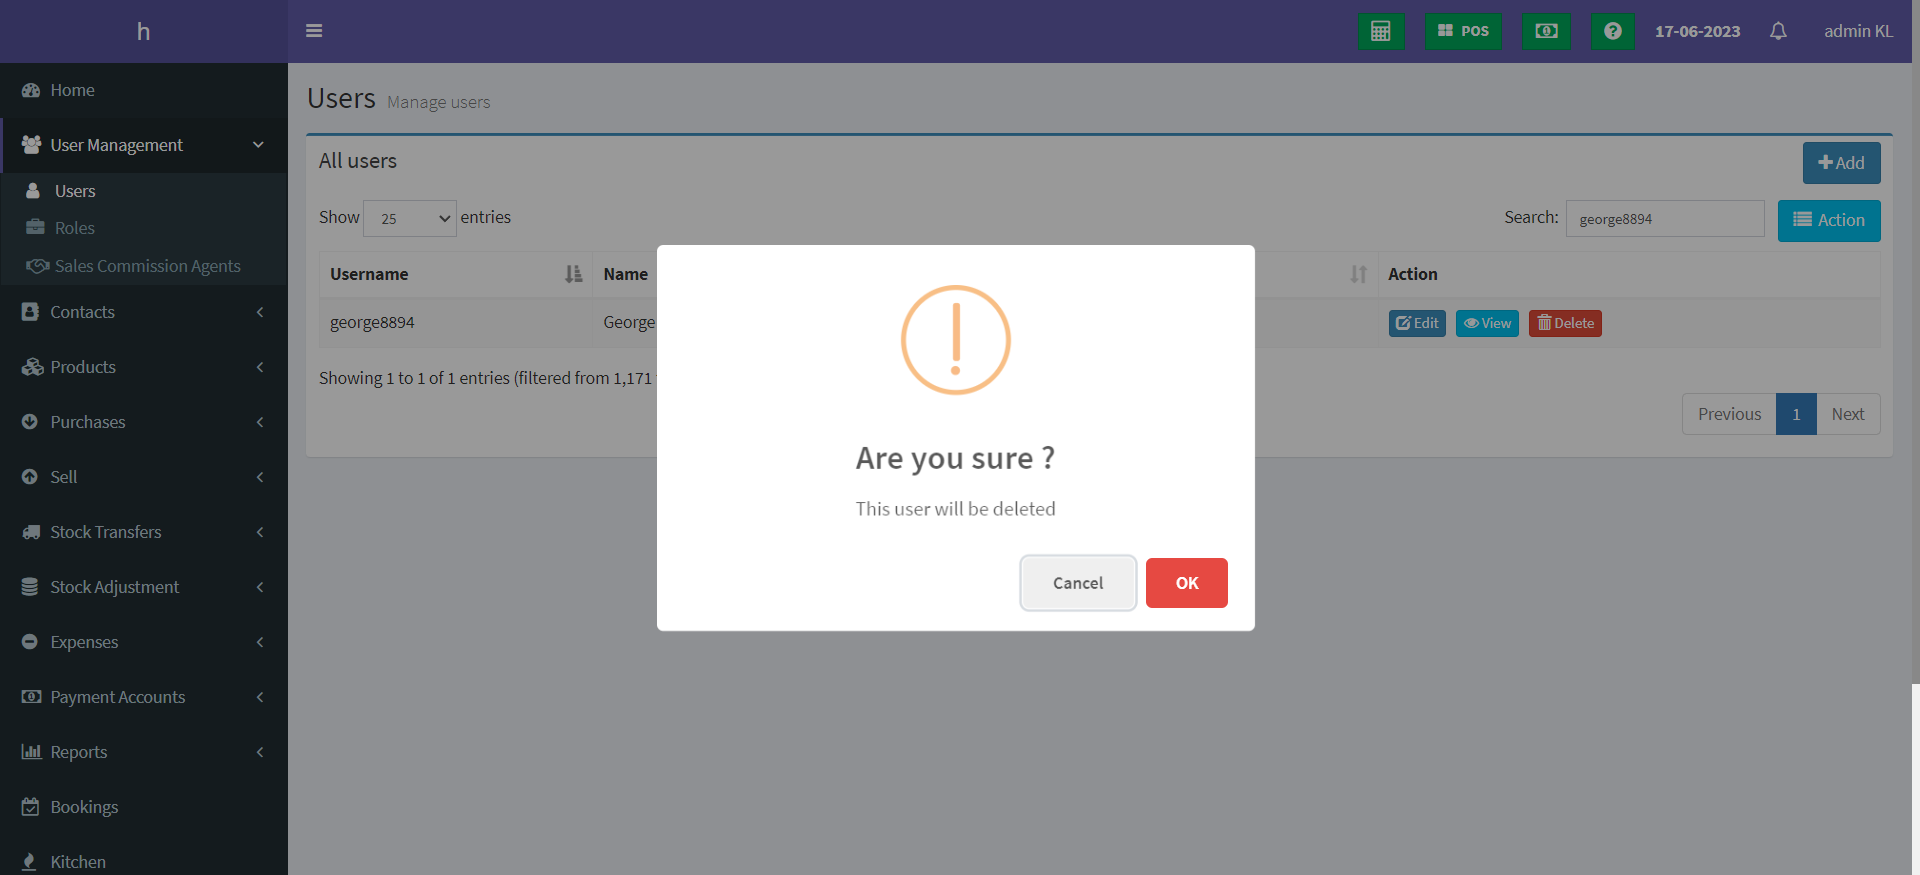 h
POS
17-06-2023
admin KL
Home
User Management
Users
Roles
Sales Commission Agents
Contacts
Products
Purchases
Sell
Stock Transfers
Stock Adjustment
Expenses
Payment Accounts
Reports
Bookings
Kitchen
Users Manage users
All users
Add
Show 25 entries
Search: george8894
Action
Username Name Action
george8894 George Edit View Delete
Showing 1 to 1 of 1 entries (filtered from 1,171
Previous 1 Next
Are you sure ?
This user will be deleted
Cancel OK